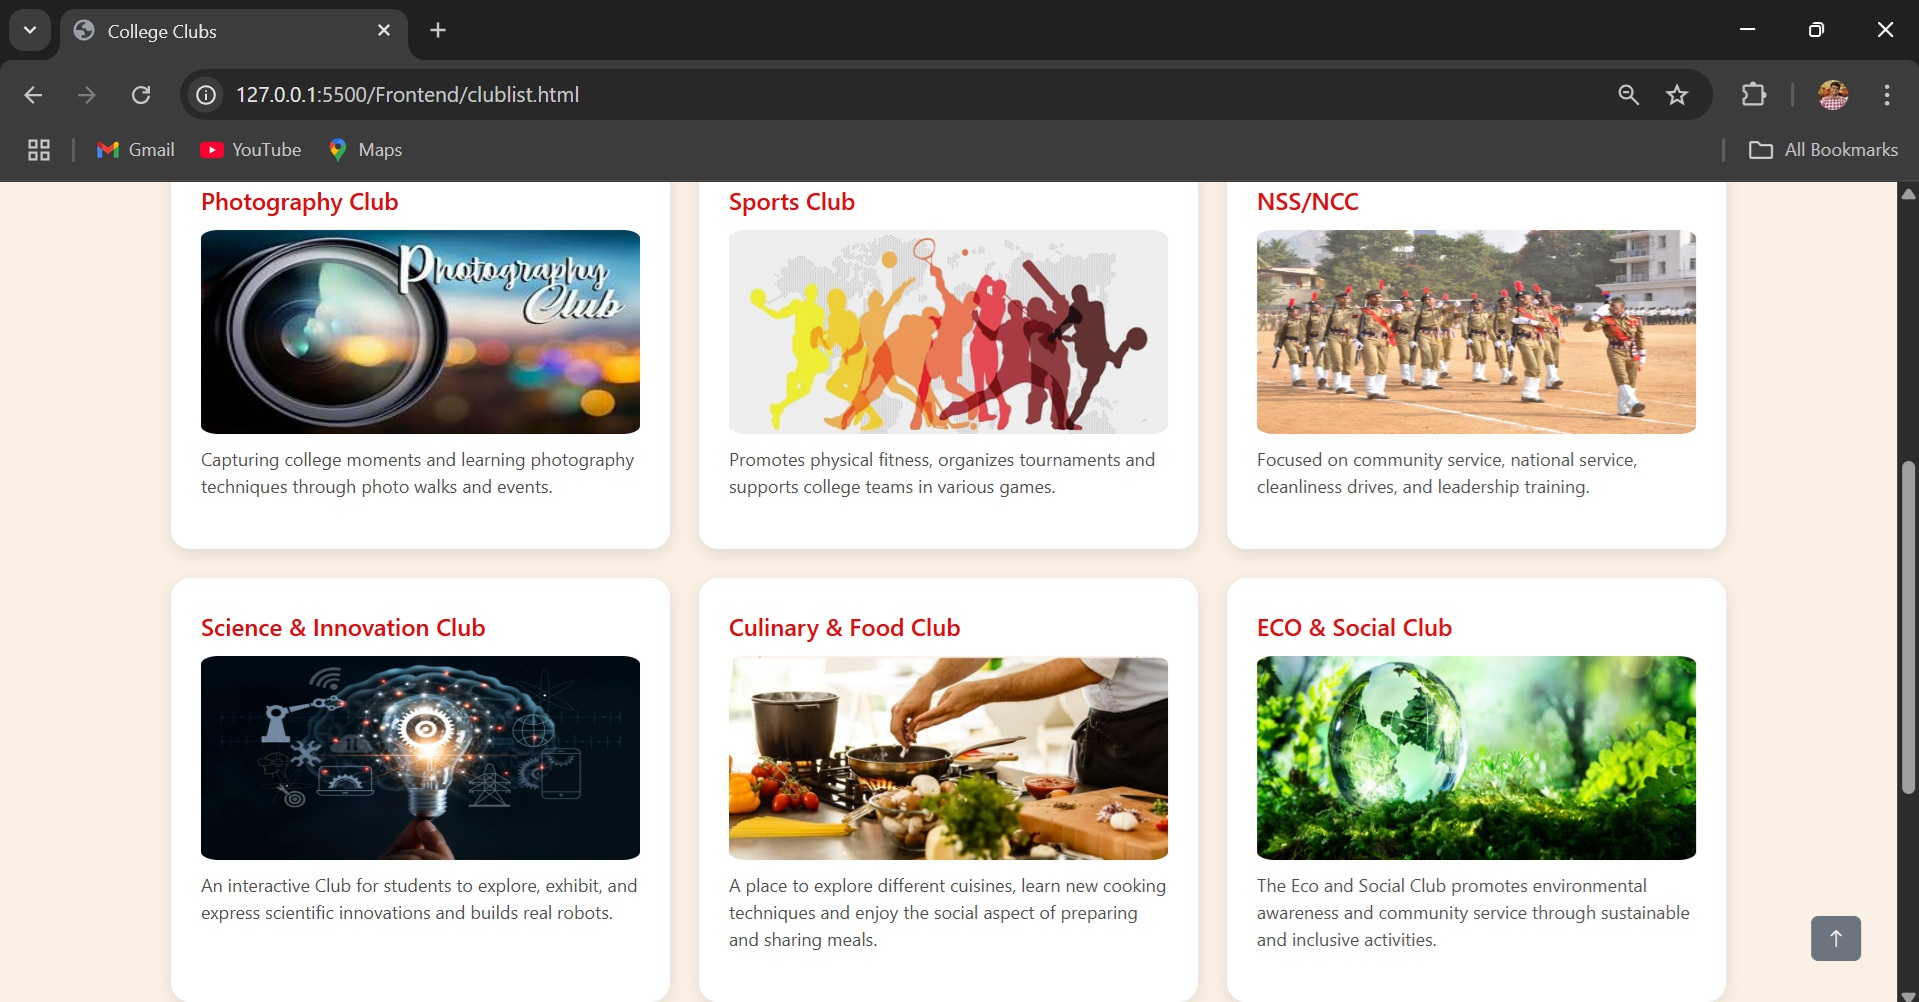 College Clubs
127.0.0.1:5500/Frontend/clublist.html
Gmail
YouTube
Maps
All Bookmarks
Photography Club
Sports Club
NSS/NCC
Photography
Club
Capturing college moments and learning photography
techniques through photo walks and events.
Promotes physical fitness, organizes tournaments and
supports college teams in various games.
Focused on community service, national service,
cleanliness drives, and leadership training.
Science & Innovation Club
Culinary & Food Club
ECO & Social Club
An interactive Club for students to explore, exhibit, and
express scientific innovations and builds real robots.
A place to explore different cuisines, learn new cooking
techniques and enjoy the social aspect of preparing
and sharing meals.
The Eco and Social Club promotes environmental
awareness and community service through sustainable
and inclusive activities.